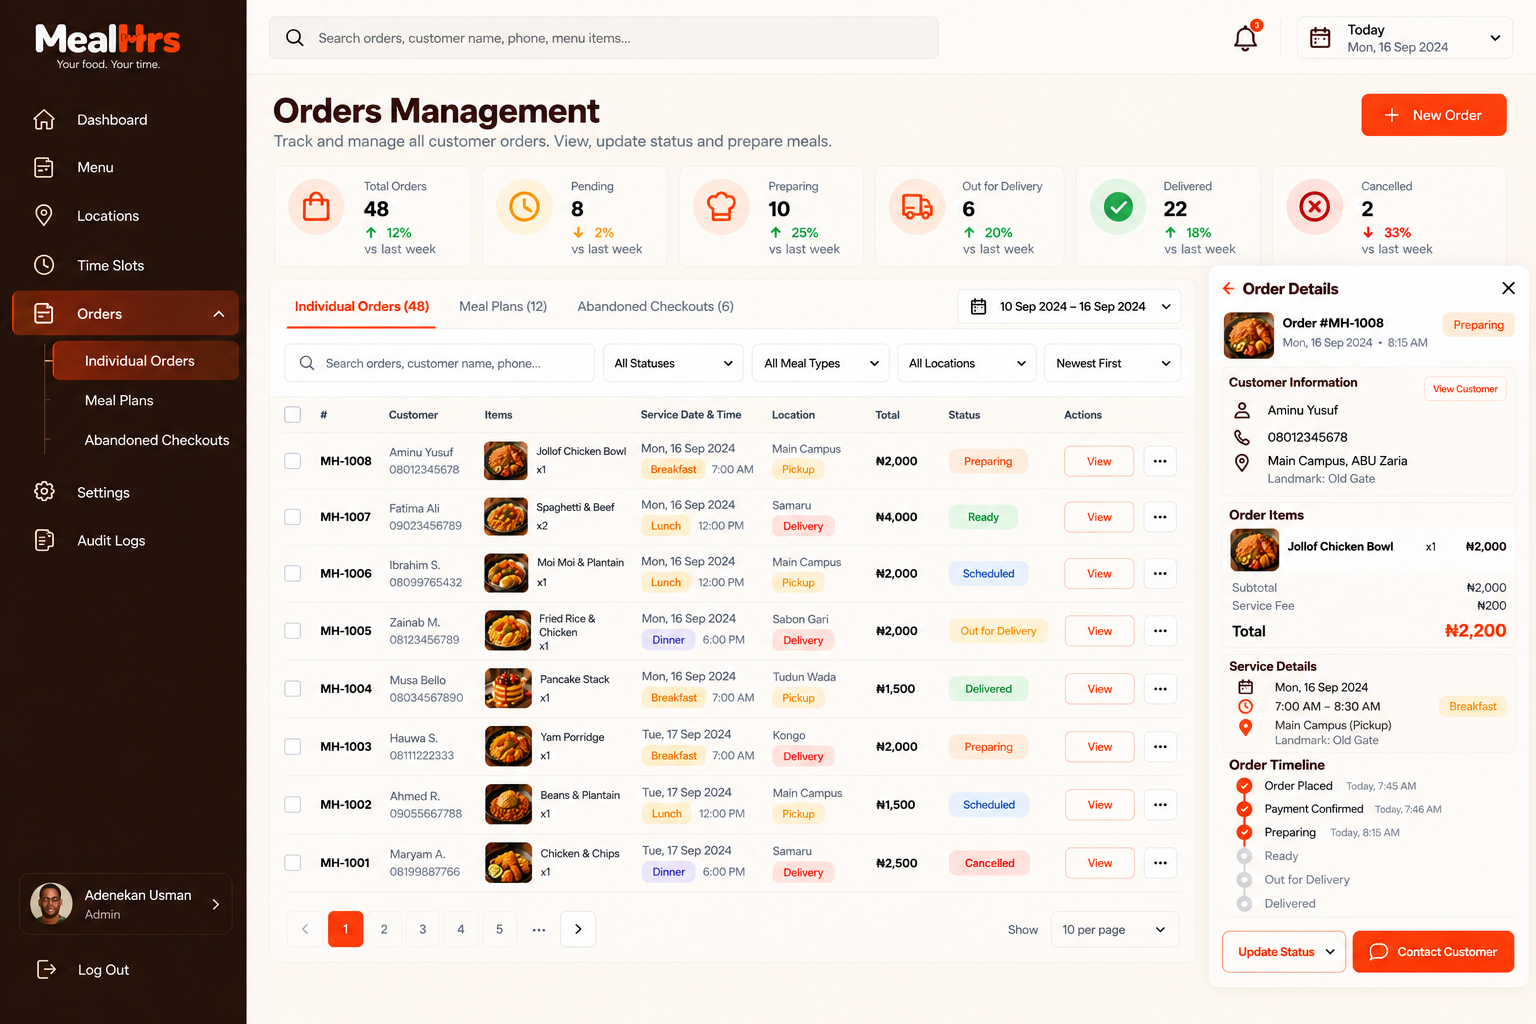 MealHrs
Your food. Your time.
Dashboard
Menu
Locations
Time Slots
Orders
Individual Orders
Meal Plans
Abandoned Checkouts
Settings
Audit Logs
Adenekan Usman
Admin
Log Out
Search orders, customer name, phone, menu items...
3
Today
Mon, 16 Sep 2024
Orders Management
Track and manage all customer orders. View, update status and prepare meals.
New Order
Total Orders
48
12%
vs last week
Pending
8
2%
vs last week
Preparing
10
25%
vs last week
Out for Delivery
6
20%
vs last week
Delivered
22
18%
vs last week
Cancelled
2
33%
vs last week
Individual Orders (48) Meal Plans (12) Abandoned Checkouts (6) 10 Sep 2024 – 16 Sep 2024
Search orders, customer name, phone... All Statuses All Meal Types All Locations Newest First
# Customer Items Service Date & Time Location Total Status Actions
MH-1008
Aminu Yusuf
08012345678
Jollof Chicken Bowl
x1
Mon, 16 Sep 2024
Breakfast 7:00 AM
Main Campus
Pickup
₦2,000
Preparing
View
MH-1007
Fatima Ali
09023456789
Spaghetti & Beef
x2
Mon, 16 Sep 2024
Lunch 12:00 PM
Samaru
Delivery
₦4,000
Ready
View
MH-1006
Ibrahim S.
08099765432
Moi Moi & Plantain
x1
Mon, 16 Sep 2024
Lunch 12:00 PM
Main Campus
Pickup
₦2,000
Scheduled
View
MH-1005
Zainab M.
08123456789
Fried Rice &
Chicken
x1
Mon, 16 Sep 2024
Dinner 6:00 PM
Sabon Gari
Delivery
₦2,000
Out for Delivery
View
MH-1004
Musa Bello
08034567890
Pancake Stack
x1
Mon, 16 Sep 2024
Breakfast 7:00 AM
Tudun Wada
Pickup
₦1,500
Delivered
View
MH-1003
Hauwa S.
08111222333
Yam Porridge
x1
Tue, 17 Sep 2024
Breakfast 7:00 AM
Kongo
Delivery
₦2,000
Preparing
View
MH-1002
Ahmed R.
09055667788
Beans & Plantain
x1
Tue, 17 Sep 2024
Lunch 12:00 PM
Main Campus
Pickup
₦1,500
Scheduled
View
MH-1001
Maryam A.
08199887766
Chicken & Chips
x1
Tue, 17 Sep 2024
Dinner 6:00 PM
Samaru
Delivery
₦2,500
Cancelled
View
1 2 3 4 5 ...
Show 10 per page
Order Details
Order #MH-1008
Mon, 16 Sep 2024 • 8:15 AM
Preparing
Customer Information
View Customer
Aminu Yusuf
08012345678
Main Campus, ABU Zaria
Landmark: Old Gate
Order Items
Jollof Chicken Bowl x1 ₦2,000
Subtotal ₦2,000
Service Fee ₦200
Total ₦2,200
Service Details
Mon, 16 Sep 2024
7:00 AM – 8:30 AM
Breakfast
Main Campus (Pickup)
Landmark: Old Gate
Order Timeline
Order Placed Today, 7:45 AM
Payment Confirmed Today, 7:46 AM
Preparing Today, 8:15 AM
Ready
Out for Delivery
Delivered
Update Status
Contact Customer